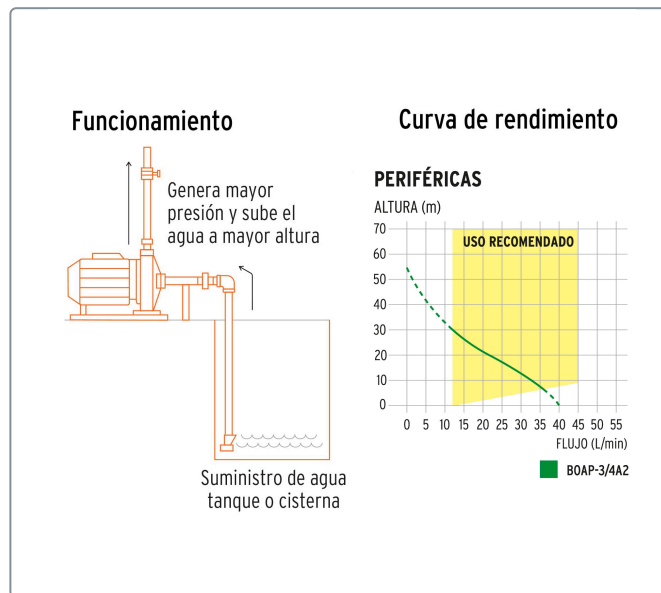 Funcionamiento
Genera mayor
presión y sube el
agua a mayor altura
Suministro de agua
tanque o cisterna
Curva de rendimiento
PERIFÉRICAS
ALTURA (m)
70
60
50
40
30
20
10
0
USO RECOMENDADO
0 5 10 15 20 25 30 35 40 45 50 55
FLUJO (L/min)
BOAP-3/4A2